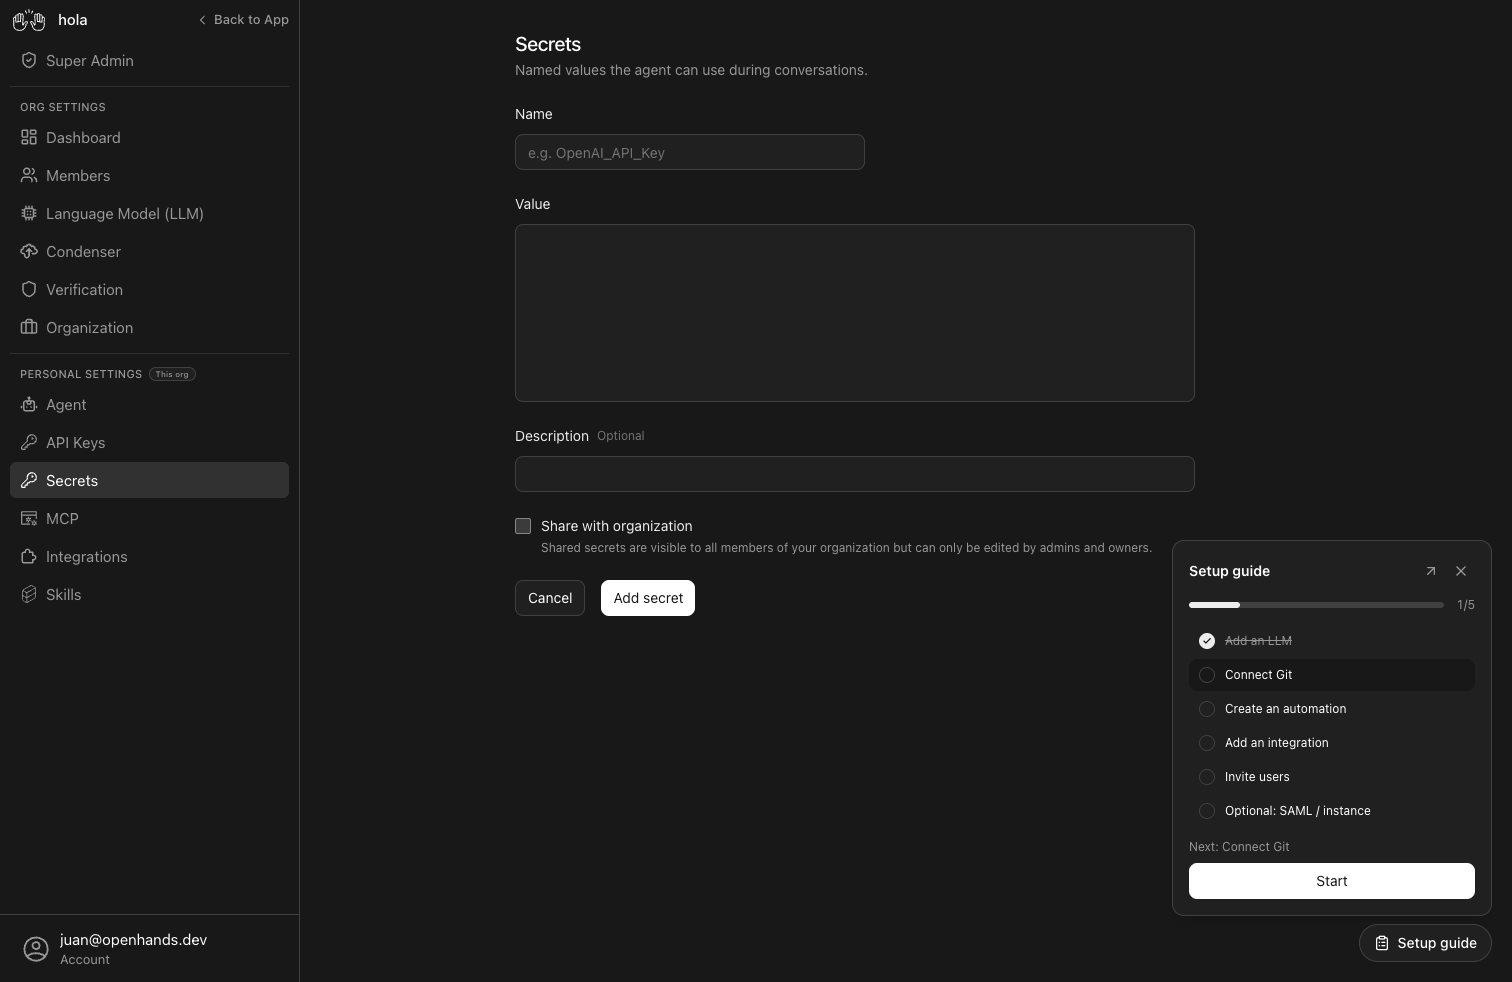 hola
Back to App
Super Admin
ORG SETTINGS
Dashboard
Members
Language Model (LLM)
Condenser
Verification
Organization
PERSONAL SETTINGS This org
Agent
API Keys
Secrets
MCP
Integrations
Skills
juan@openhands.dev
Account
Secrets
Named values the agent can use during conversations.
Name
e.g. OpenAI_API_Key
Value
Description Optional
Share with organization
Shared secrets are visible to all members of your organization but can only be edited by admins and owners.
Cancel
Add secret
Setup guide
1/5
Add an LLM
Connect Git
Create an automation
Add an integration
Invite users
Optional: SAML / instance
Next: Connect Git
Start
Setup guide